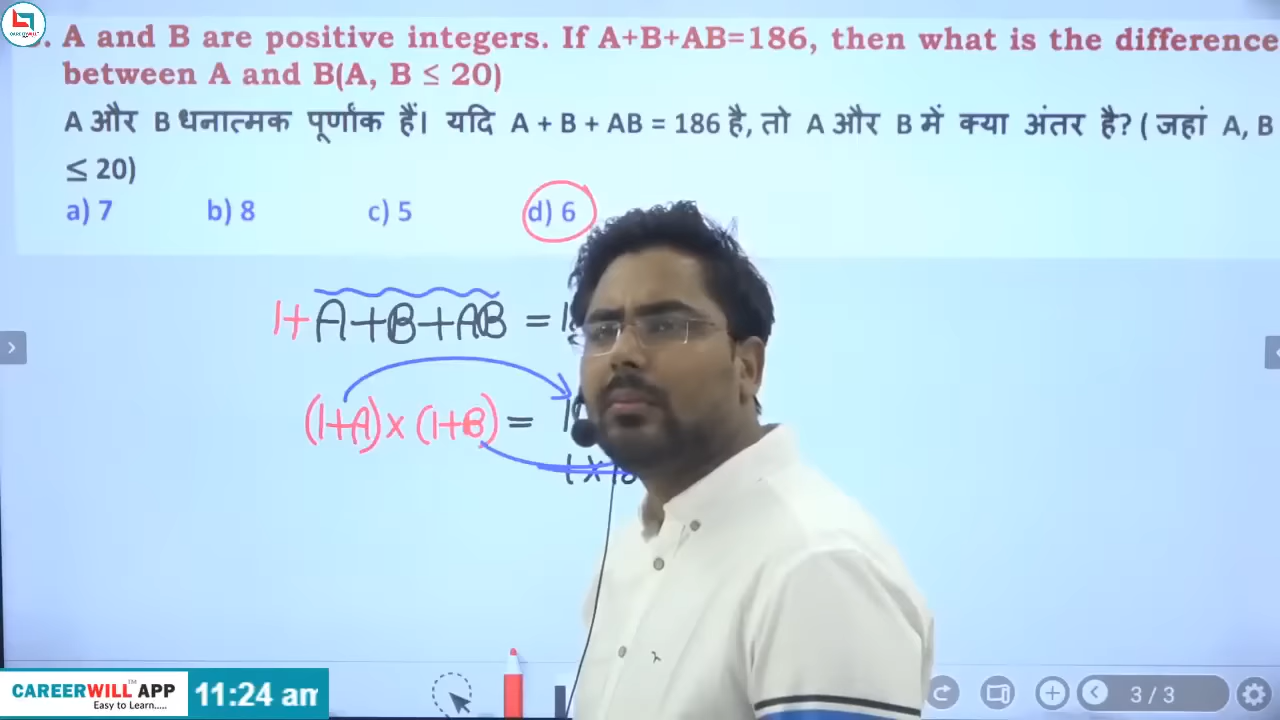 CAREERWILL
. A and B are positive integers. If A+B+AB=186, then what is the difference
between A and B(A, B ≤ 20)
A और B धनात्मक पूर्णांक हैं। यदि A + B + AB = 186 है, तो A और B में क्या अंतर है? ( जहां A, B
≤ 20)
a) 7 b) 8 c) 5 d) 6
1+A+B+AB =
(1+A)x(1+B) =
CAREERWILL™ APP
Easy to Learn.....
11:24 am
3 / 3